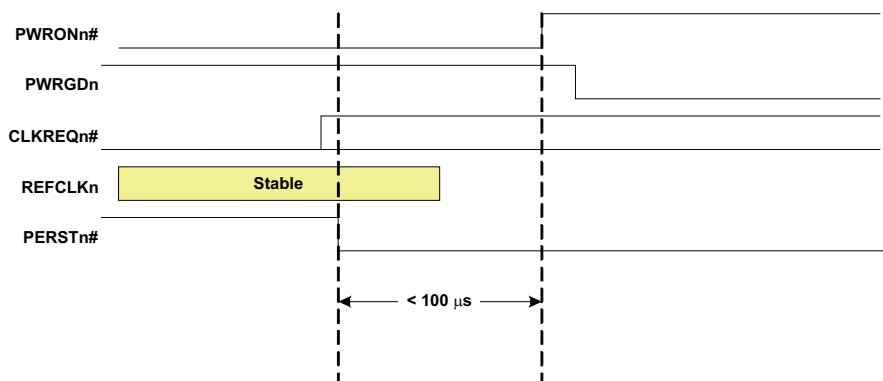 PWRONn#
PWRGDn
CLKREQn#
REFCLKn
Stable
PERSTn#
< 100 μs